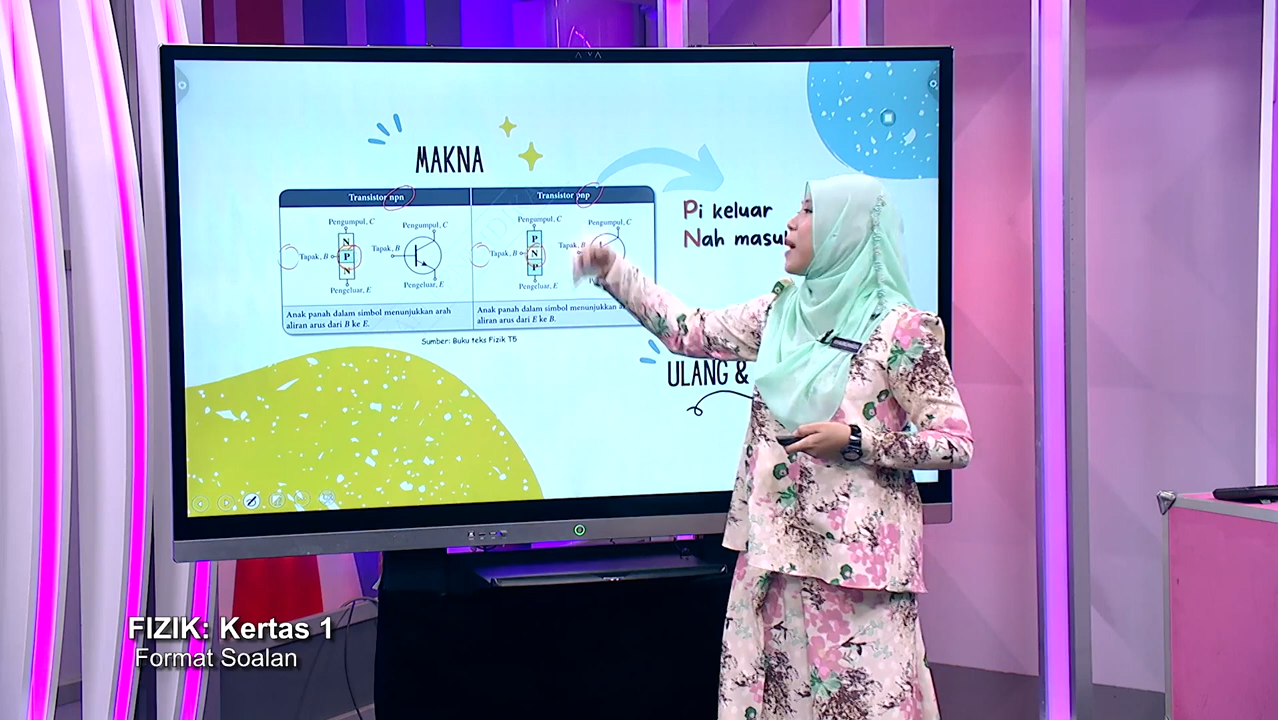 MAKNA
Transistor npn
Transistor pnp
Pengumpul, C
N
P
N
Tapak, B
Pengeluar, E
Pengumpul, C
Tapak, B
Pengeluar, E
Pengumpul, C
P
N
P
Tapak, B
Pengeluar, E
Pengumpul, C
Tapak, B
Anak panah dalam simbol menunjukkan arah
aliran arus dari B ke E.
Anak panah dalam simbol menunjukkan
aliran arus dari E ke B.
Sumber: Buku teks Fizik T5
Pi keluar
Nah
ULANG &
FIZIK: Kertas 1
Format Soalan